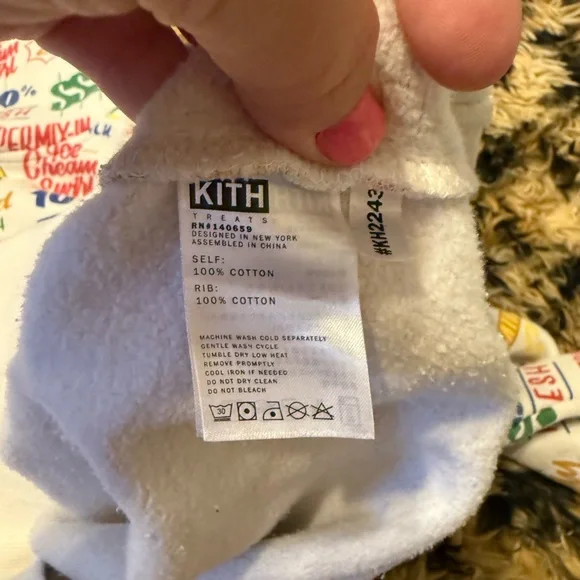 KITH
TREATS
RN#140659
DESIGNED IN NEW YORK
ASSEMBLED IN CHINA
SELF:
100% COTTON
RIB:
100% COTTON
MACHINE WASH COLD SEPARATELY
GENTLE WASH CYCLE
TUMBLE DRY LOW HEAT
REMOVE PROMPTLY
COOL IRON IF NEEDED
DO NOT DRY CLEAN
DO NOT BLEACH
30
#KH2243
Ice
Cream
Swirl
ESH